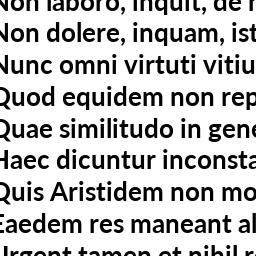 Non laboro, inquit, de
Non dolere, inquam, ist
Nunc omni virtuti vitiu
Quod equidem non rep
Quae similitudo in gene
Haec dicuntur inconsta
Quis Aristidem non mo
Eaedem res maneant al
Urgent tamen et nihil